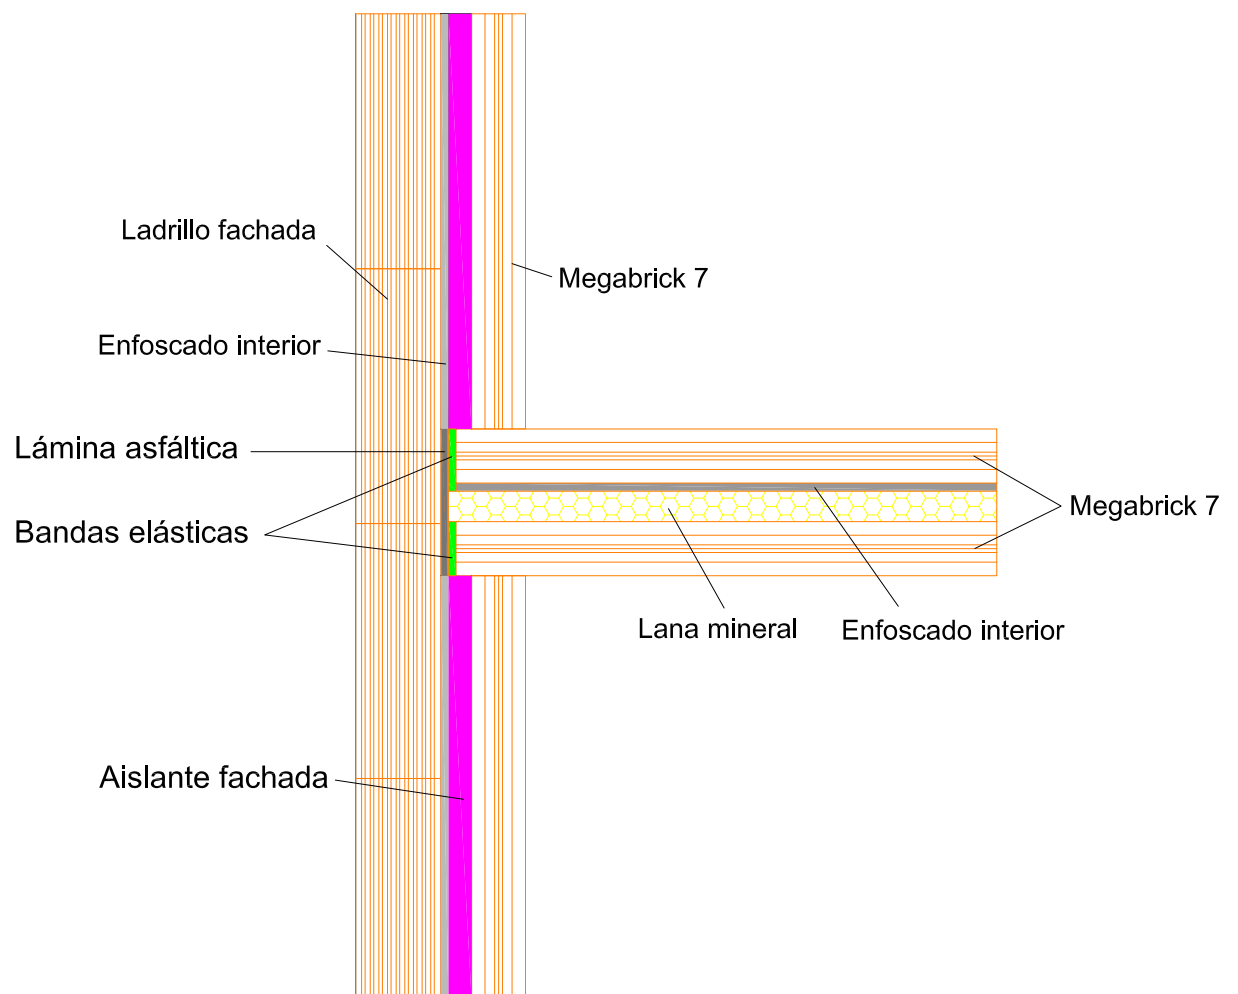 Ladrillo fachada
Megabrick 7
Enfoscado interior
Lámina asfáltica
Bandas elásticas
Megabrick 7
Lana mineral
Enfoscado interior
Aislante fachada